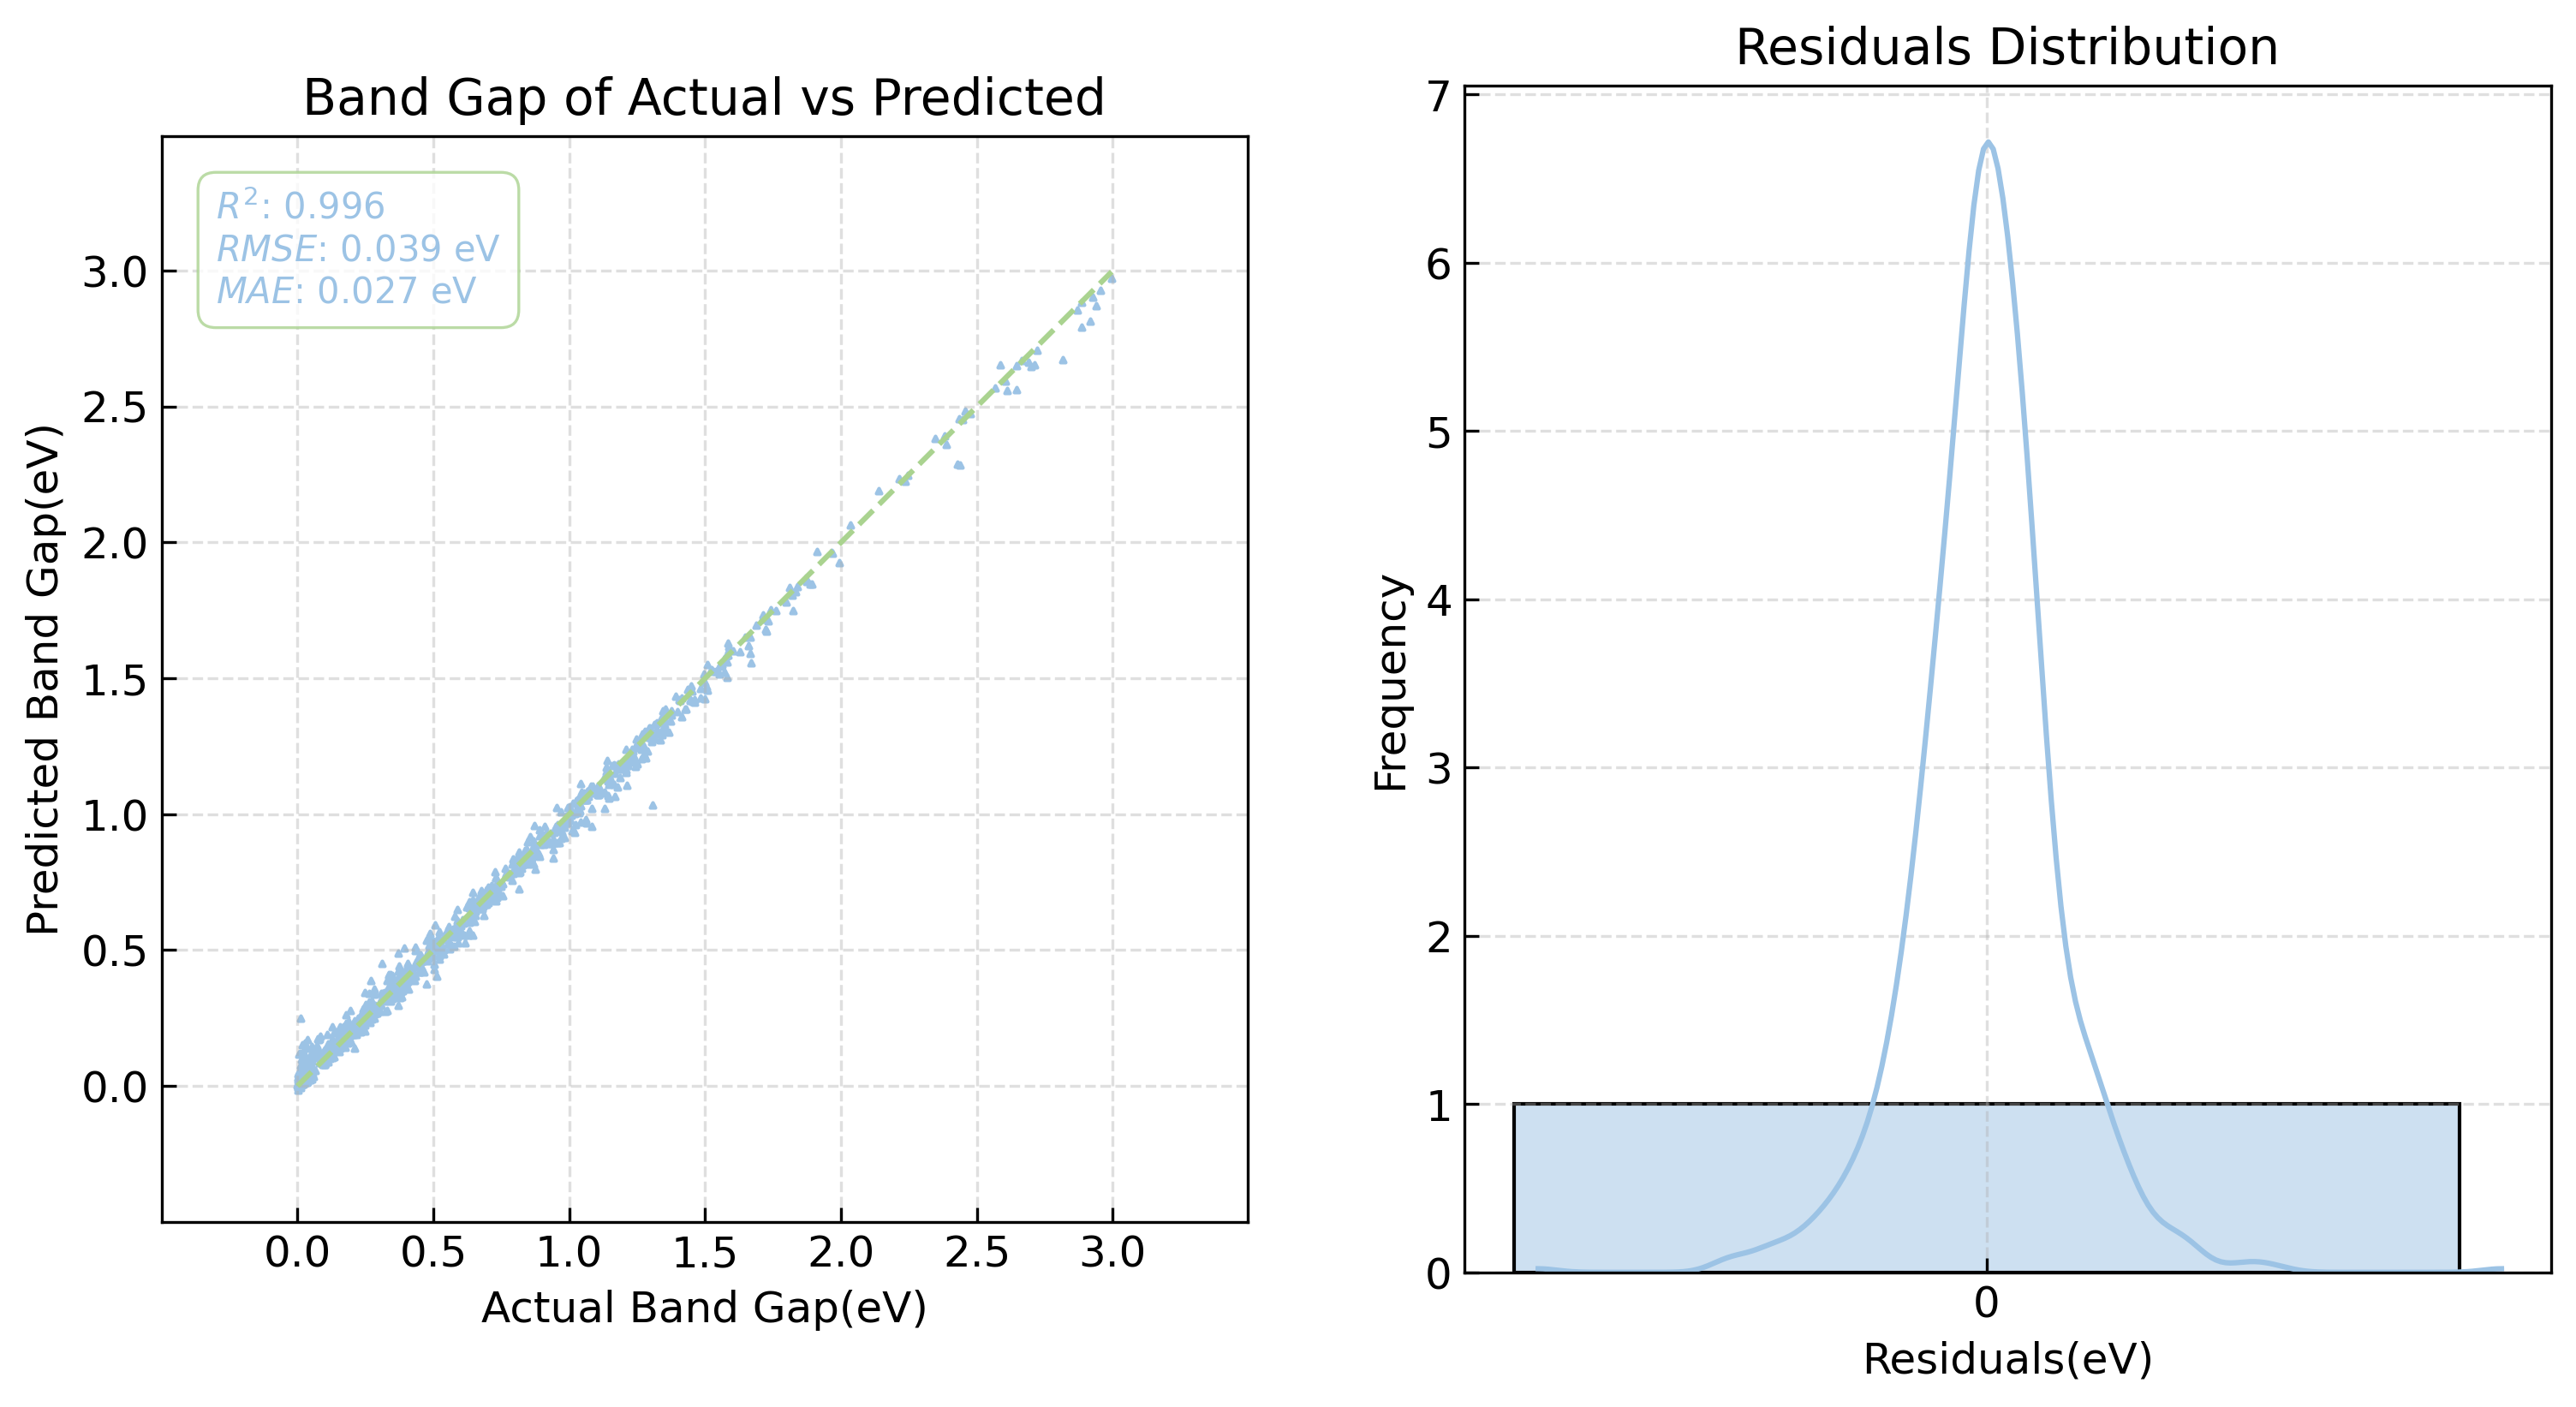 Band Gap of Actual vs Predicted
R²: 0.996
RMSE: 0.039 eV
MAE: 0.027 eV
3.0
2.5
2.0
1.5
1.0
0.5
0.0
Predicted Band Gap(eV)
0.0 0.5 1.0 1.5 2.0 2.5 3.0
Actual Band Gap(eV)
Residuals Distribution
7
6
5
4
3
2
1
0
Frequency
0
Residuals(eV)